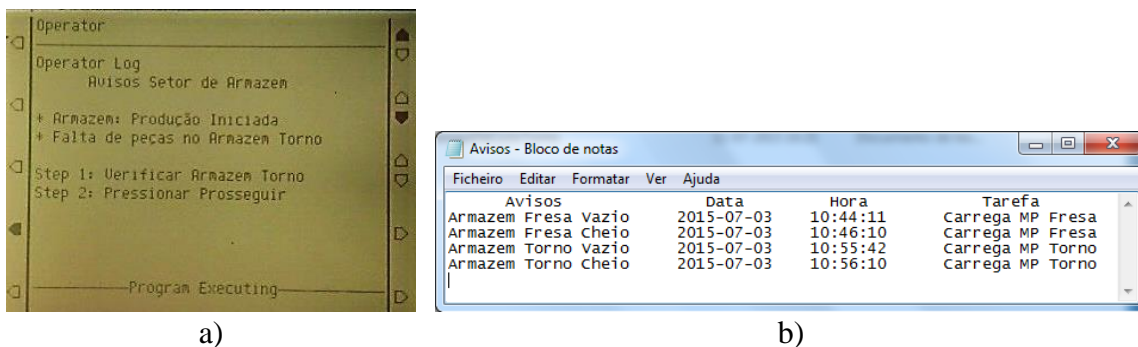 Operator
Operator Log
Avisos Setor de Armazem
* Armazem: Produção Iniciada
* Falta de peças no Armazem Torno
Step 1: Verificar Armazem Torno
Step 2: Pressionar Prosseguir
Program Executing
a)
Avisos - Bloco de notas
Ficheiro Editar Formatar Ver Ajuda
Avisos Data Hora Tarefa
Armazem Fresa Vazio 2015-07-03 10:44:11 Carrega MP Fresa
Armazem Fresa Cheio 2015-07-03 10:46:10 Carrega MP Fresa
Armazem Torno Vazio 2015-07-03 10:55:42 Carrega MP Torno
Armazem Torno Cheio 2015-07-03 10:56:10 Carrega MP Torno
b)